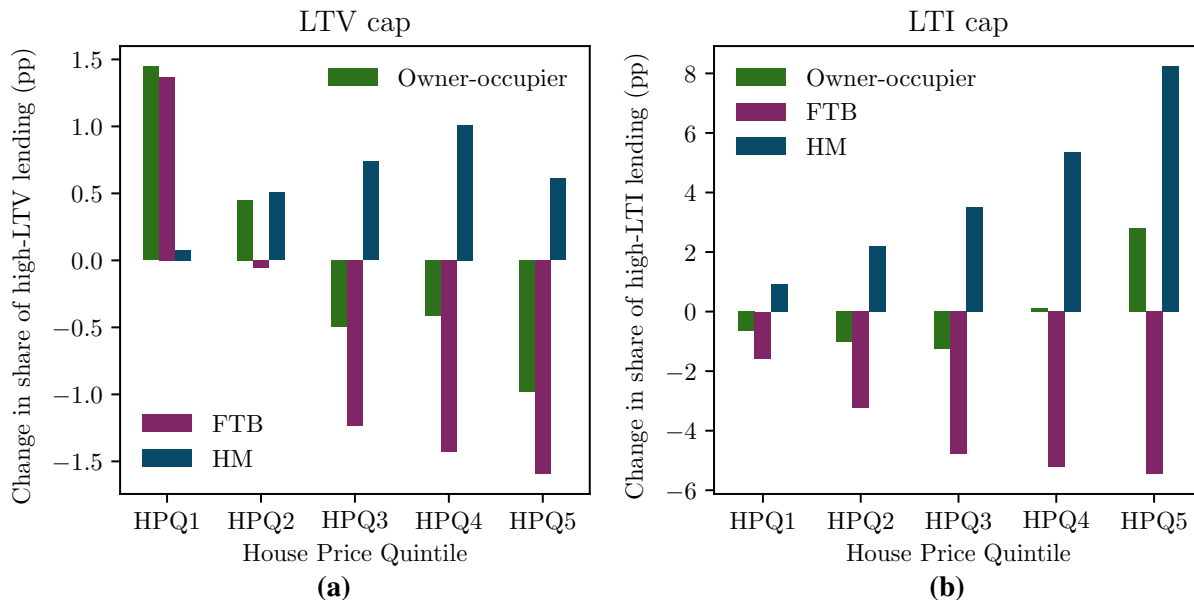 LTV cap
Change in share of high-LTV lending (pp)
1.5
1.0
0.5
0.0
−0.5
−1.0
−1.5
Owner-occupier
FTB
HM
HPQ1 HPQ2 HPQ3 HPQ4 HPQ5
House Price Quintile
(a)
LTI cap
Change in share of high-LTI lending (pp)
8
6
4
2
0
−2
−4
−6
Owner-occupier
FTB
HM
HPQ1 HPQ2 HPQ3 HPQ4 HPQ5
House Price Quintile
(b)